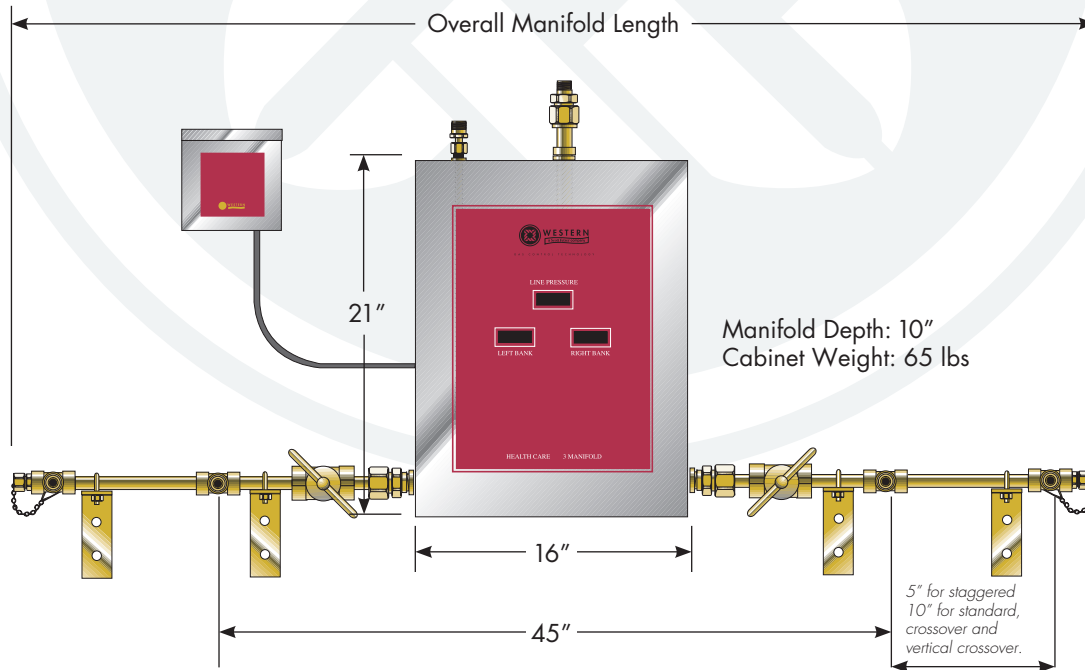 Overall Manifold Length
WESTERN
WESTERN
21”
LINE PRESSURE
LEFT BANK
RIGHT BANK
Manifold Depth: 10”
Cabinet Weight: 65 lbs
HEALTH CARE 3 MANIFOLD
16”
45”
5” for staggered
10” for standard,
crossover and
vertical crossover.